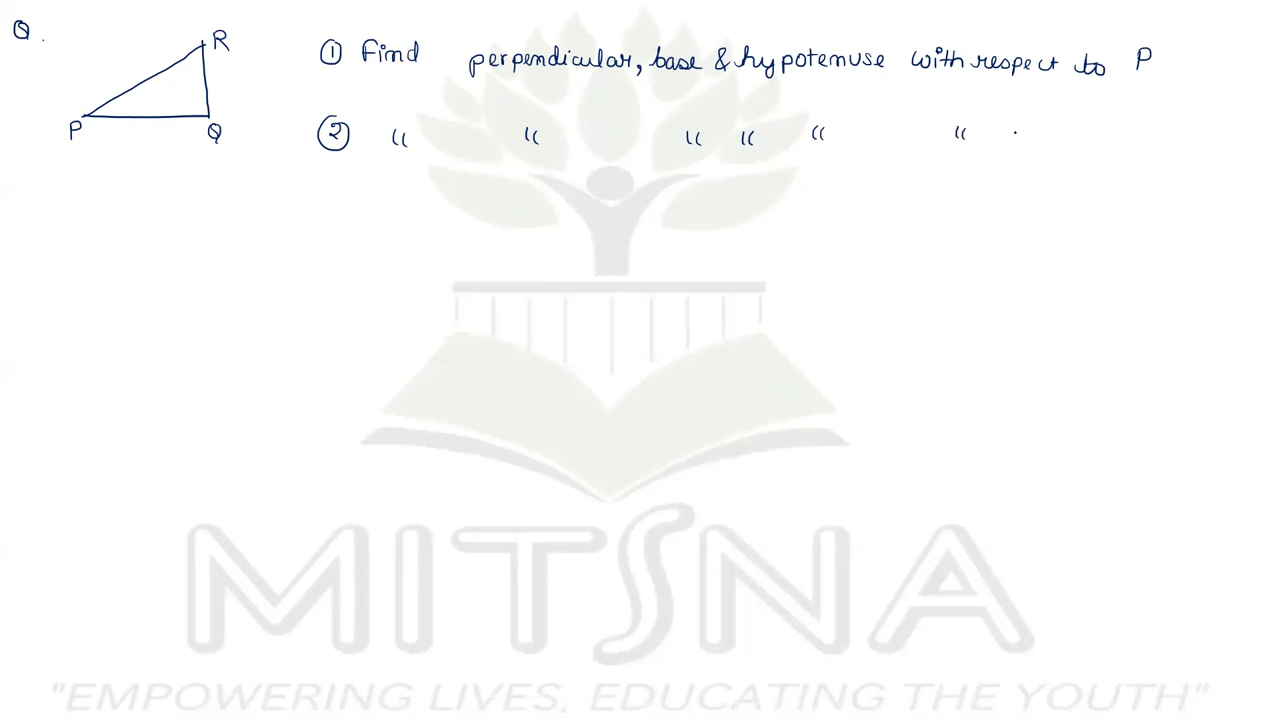 Q.
R
P
Q
① Find perpendicular, base & hypotenuse with respect to P
② " " " " " "
MITSNA
"EMPOWERING LIVES, EDUCATING THE YOUTH"